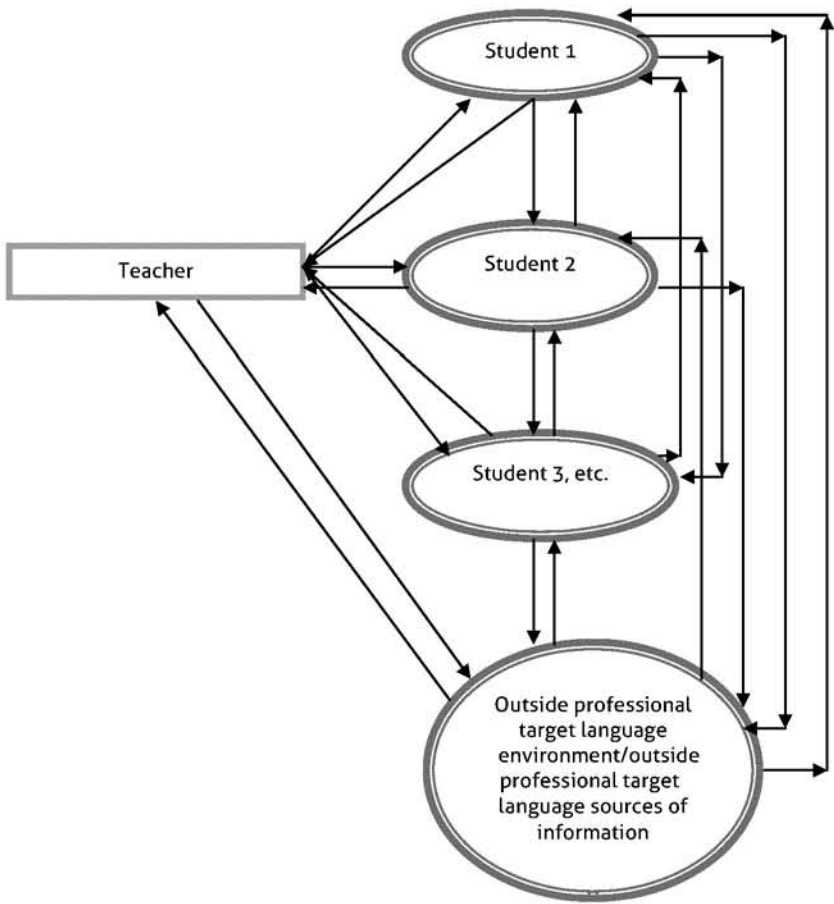 Student 1
Teacher
Student 2
Student 3, etc.
Outside professional
target language
environment/outside
professional target
language sources of
information